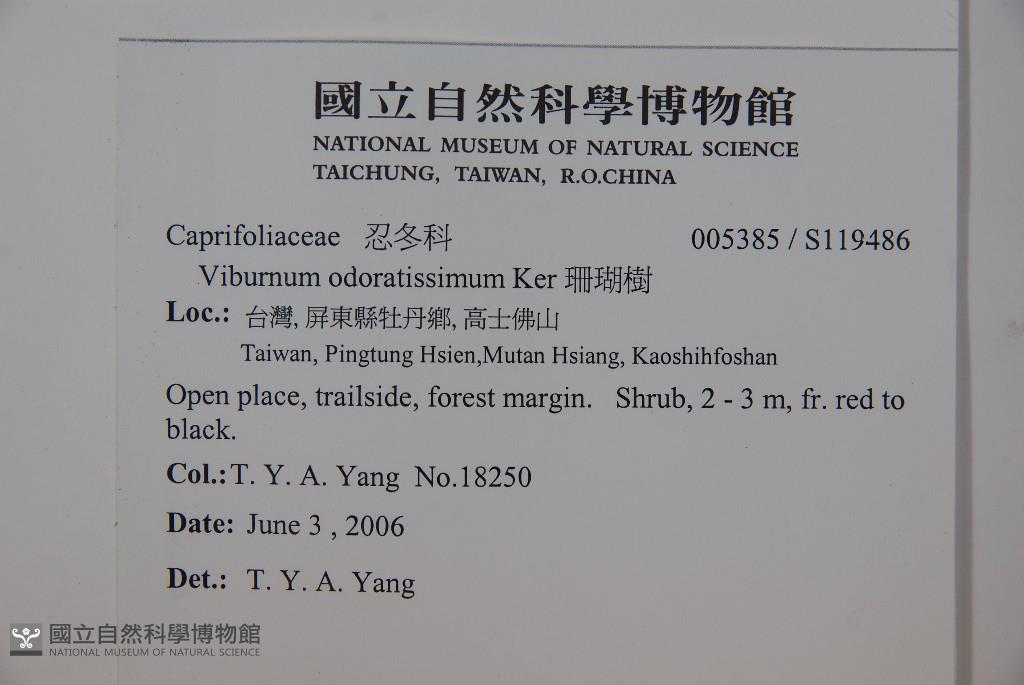 國立自然科學博物館
NATIONAL MUSEUM OF NATURAL SCIENCE
TAICHUNG, TAIWAN, R.O.CHINA
Caprifoliaceae 忍冬科 005385 / S119486
Viburnum odoratissimum Ker 珊瑚樹
Loc.: 台灣, 屏東縣牡丹鄉, 高士佛山
Taiwan, Pingtung Hsien,Mutan Hsiang, Kaoshihfoshan
Open place, trailside, forest margin. Shrub, 2 - 3 m, fr. red to
black.
Col.:T. Y. A. Yang No.18250
Date: June 3 , 2006
Det.: T. Y. A. Yang
國立自然科學博物館
NATIONAL MUSEUM OF NATURAL SCIENCE